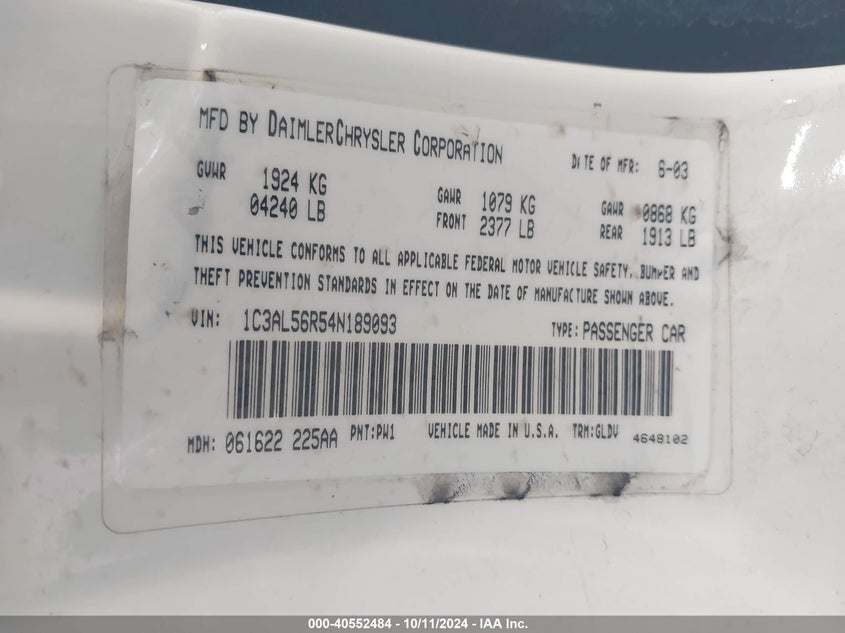 MFD BY DAIMLERCHRYSLER CORPORATION
DATE OF MFR: 6-03
GVWR 1924 KG GAWR 1079 KG GAWR 0868 KG
04240 LB FRONT 2377 LB REAR 1913 LB
THIS VEHICLE CONFORMS TO ALL APPLICABLE FEDERAL MOTOR VEHICLE SAFETY, BUMPER AND
THEFT PREVENTION STANDARDS IN EFFECT ON THE DATE OF MANUFACTURE SHOWN ABOVE.
VIN: 1C3AL56R54N189093 TYPE: PASSENGER CAR
MDH: 061622 225AA PNT:PW1 VEHICLE MADE IN U.S.A. TRM:GLDV 4648102
000-40552484 - 10/11/2024 - IAA Inc.